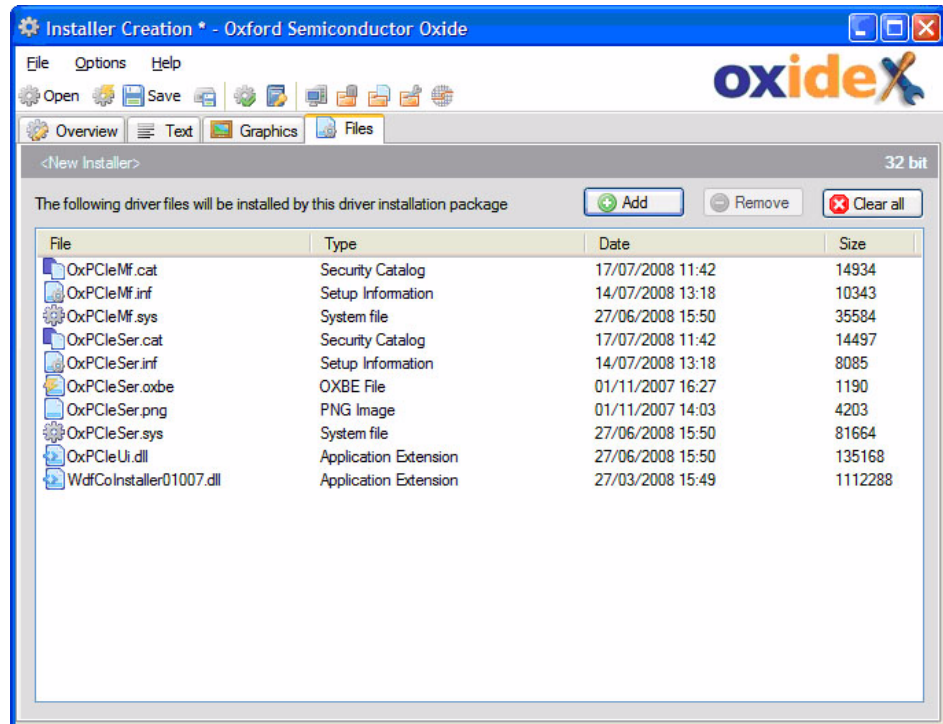 Installer Creation * - Oxford Semiconductor Oxide
File Options Help
oxide
Open Save
Overview Text Graphics Files
<New Installer> 32 bit
The following driver files will be installed by this driver installation package Add Remove Clear all
File Type Date Size
OxPCIeMf.cat Security Catalog 17/07/2008 11:42 14934
OxPCIeMf.inf Setup Information 14/07/2008 13:18 10343
OxPCIeMf.sys System file 27/06/2008 15:50 35584
OxPCIeSer.cat Security Catalog 17/07/2008 11:42 14497
OxPCIeSer.inf Setup Information 14/07/2008 13:18 8085
OxPCIeSer.oxbe OXBE File 01/11/2007 16:27 1190
OxPCIeSer.png PNG Image 01/11/2007 14:03 4203
OxPCIeSer.sys System file 27/06/2008 15:50 81664
OxPCIeUi.dll Application Extension 27/06/2008 15:50 135168
WdfCoInstaller01007.dll Application Extension 27/03/2008 15:49 1112288